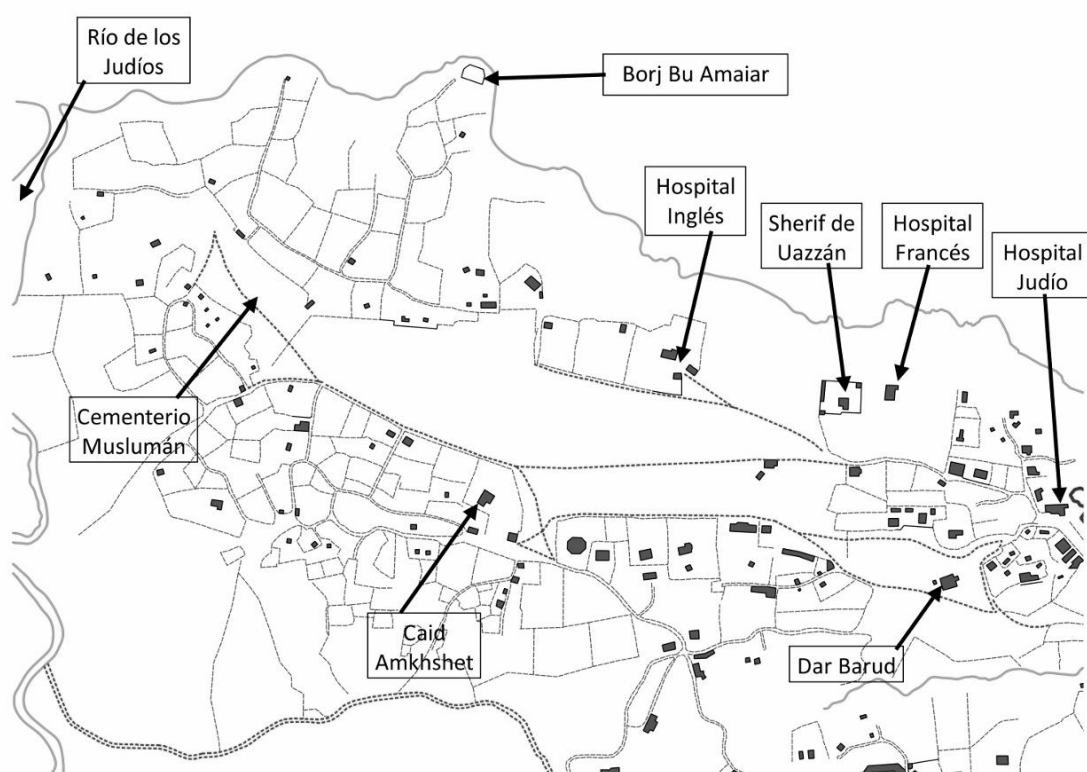 Río de los
Judíos
Borj Bu Amaiar
Hospital
Inglés
Sherif de
Uazzán
Hospital
Francés
Hospital
Judío
Cementerio
Muslumán
Caid
Amkhshet
Dar Barud